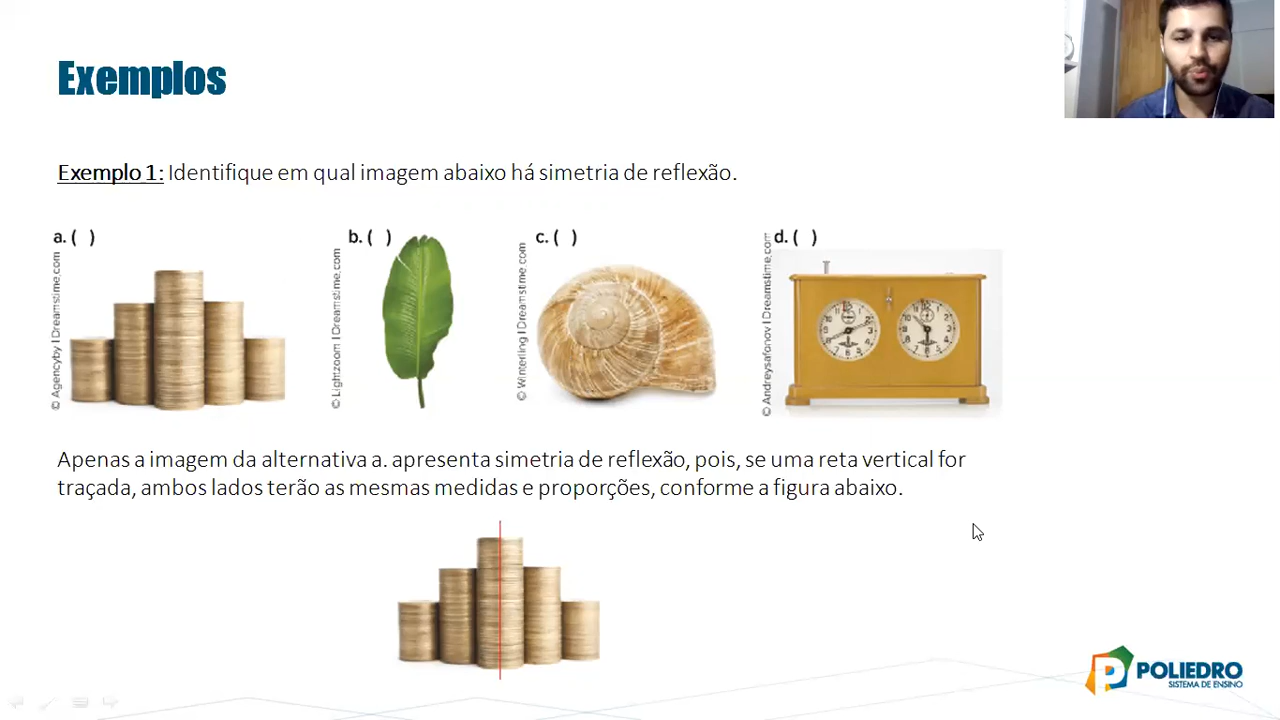 Exemplos
Exemplo 1: Identifique em qual imagem abaixo há simetria de reflexão.
a. ( )
© Agencyby | Dreamstime.com
b. ( )
© Lightzoom | Dreamstime.com
c. ( )
© Winterling | Dreamstime.com
d. ( )
© Andreysafonov | Dreamstime.com
Apenas a imagem da alternativa a. apresenta simetria de reflexão, pois, se uma reta vertical for
traçada, ambos lados terão as mesmas medidas e proporções, conforme a figura abaixo.
POLIEDRO
SISTEMA DE ENSINO